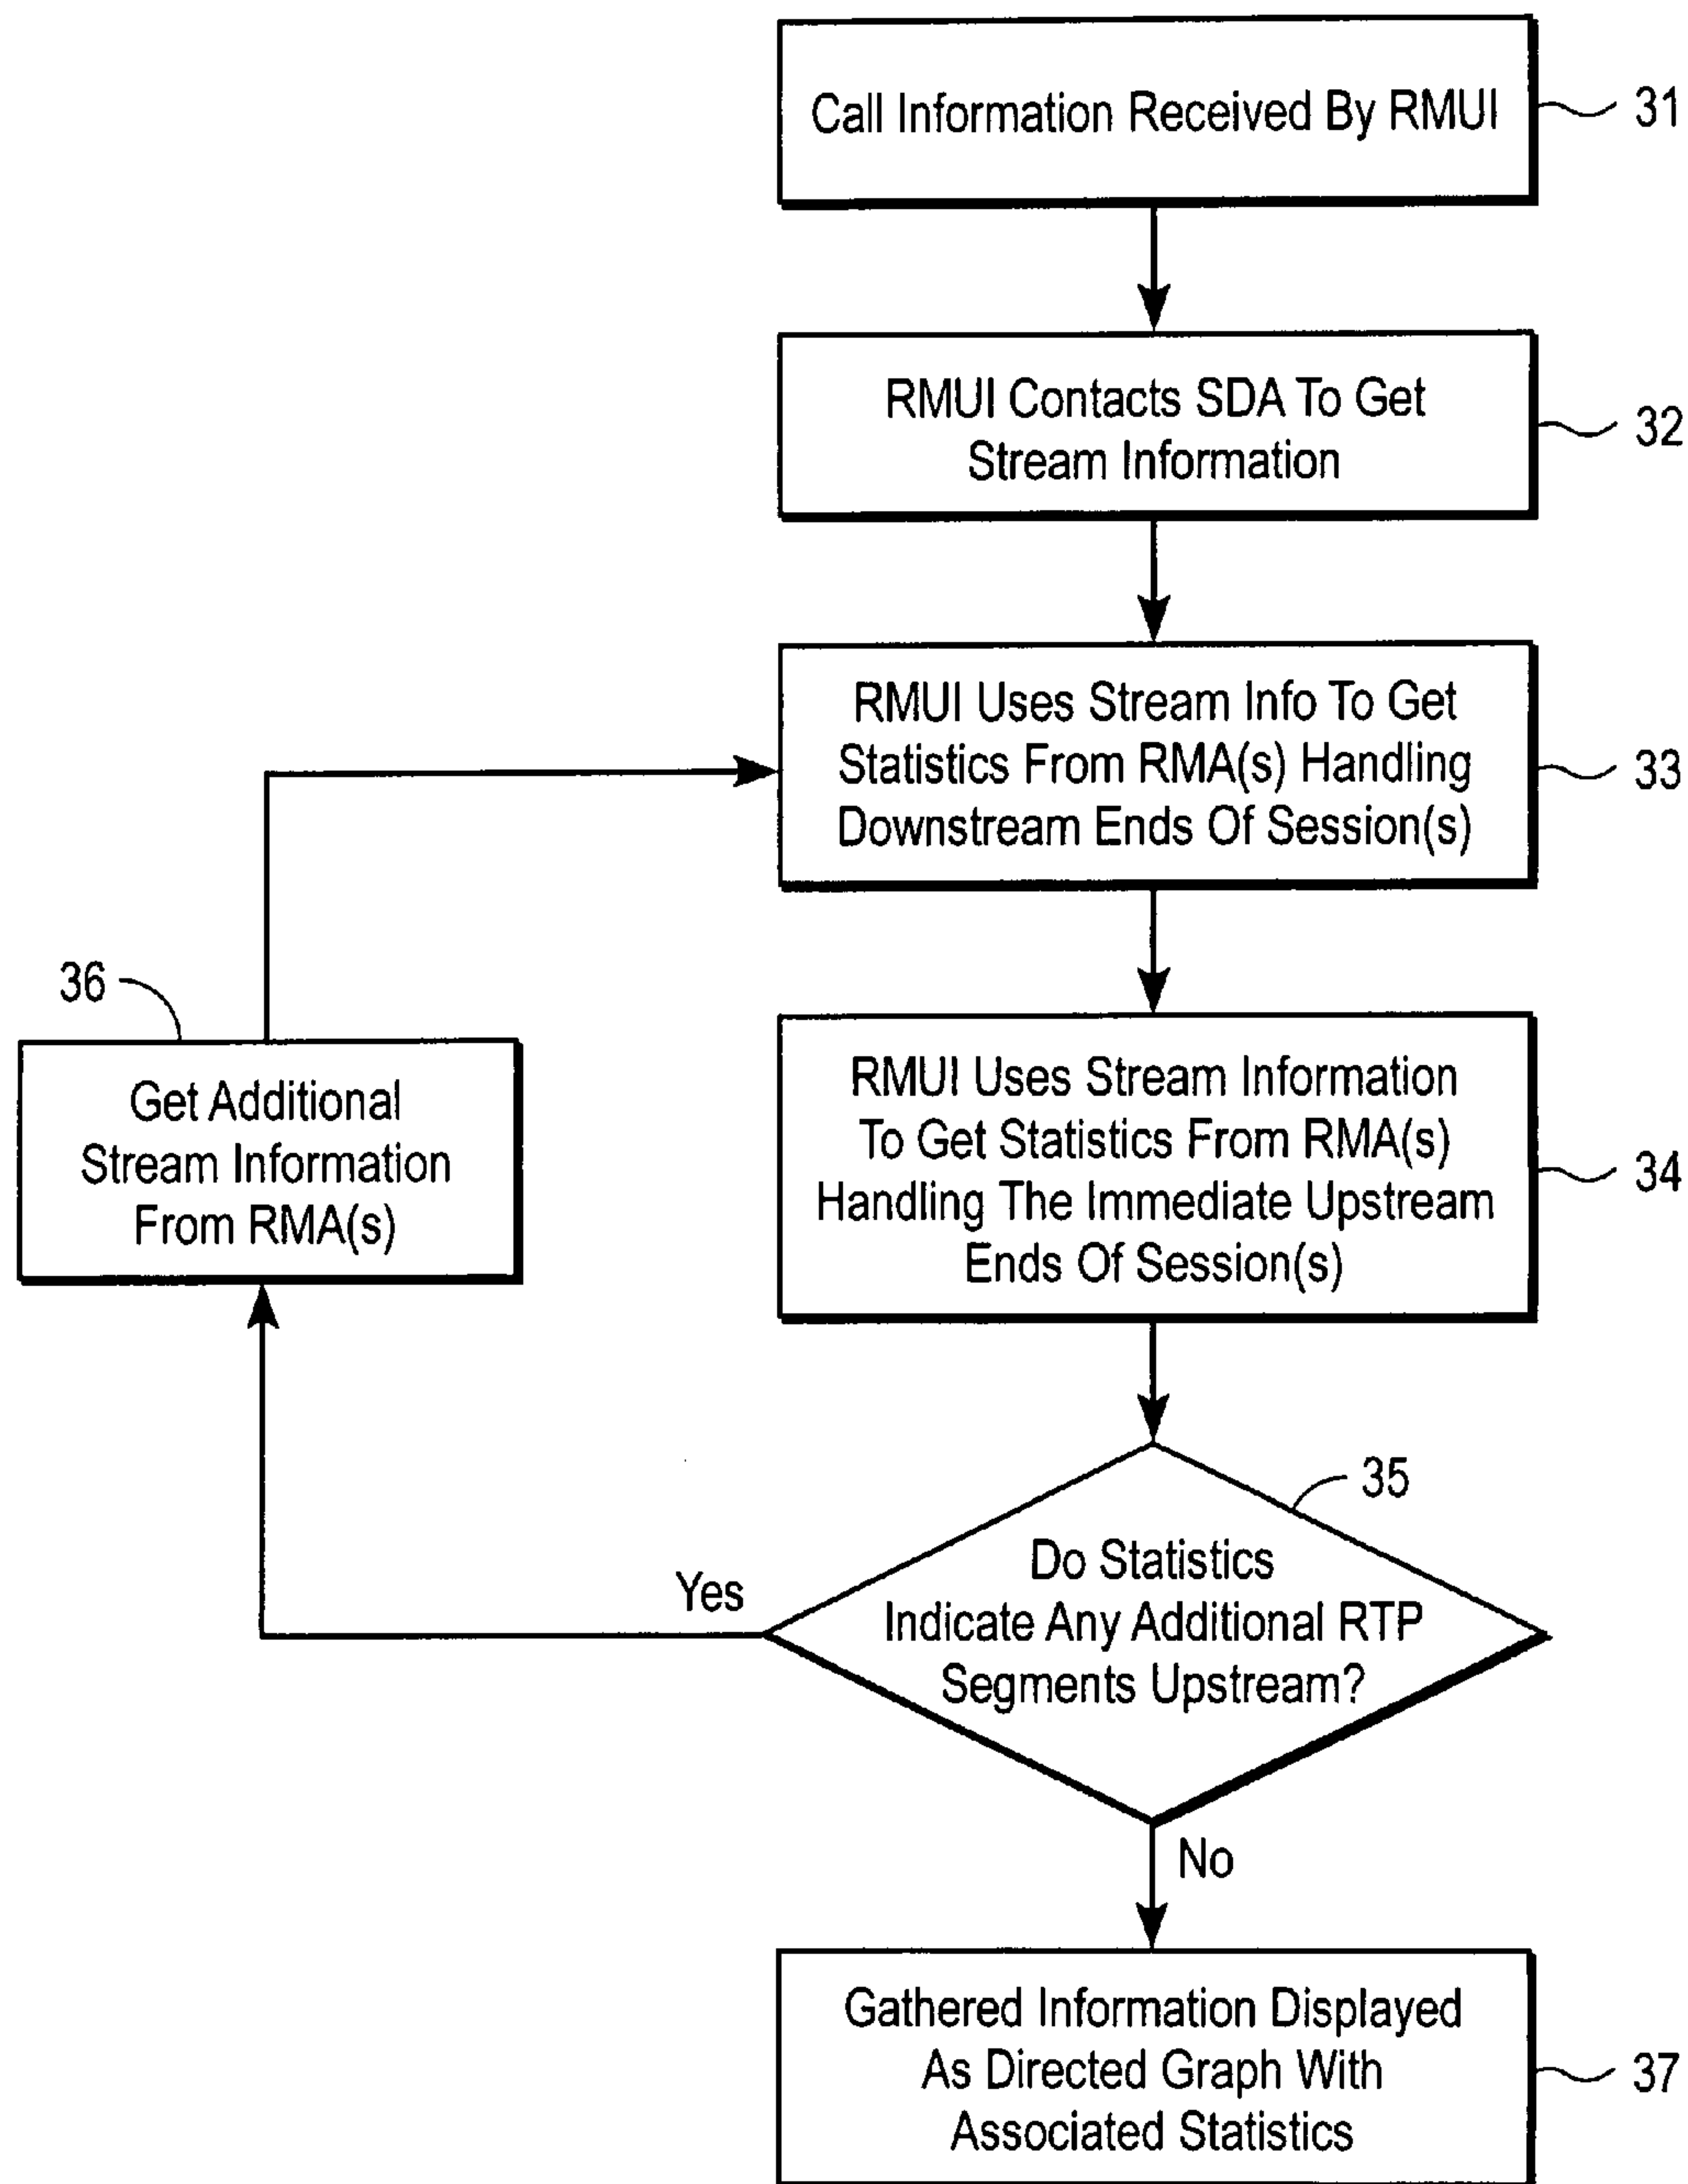 Call Information Received By RMUI
31
RMUI Contacts SDA To Get
Stream Information
32
RMUI Uses Stream Info To Get
Statistics From RMA(s) Handling
Downstream Ends Of Session(s)
33
36
Get Additional
Stream Information
From RMA(s)
RMUI Uses Stream Information
To Get Statistics From RMA(s)
Handling The Immediate Upstream
Ends Of Session(s)
34
35
Do Statistics
Indicate Any Additional RTP
Segments Upstream?
Yes
No
Gathered Information Displayed
As Directed Graph With
Associated Statistics
37